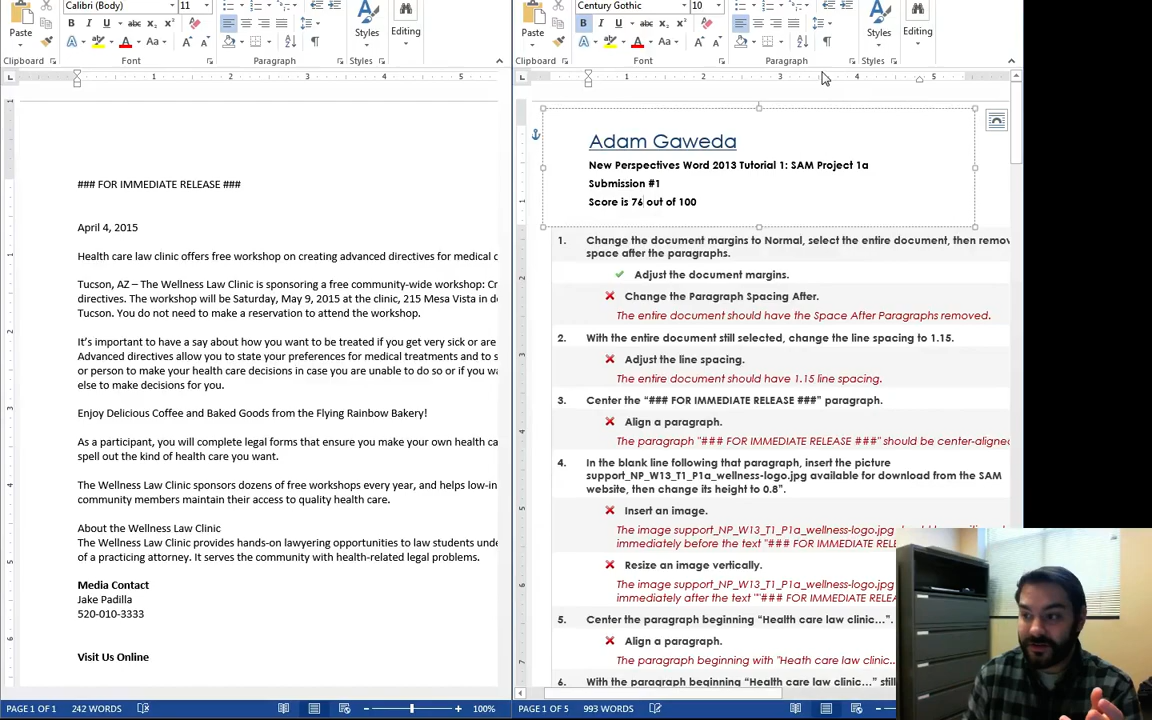 Calibri (Body)
11
Paste
Styles
Editing
Clipboard
Font
Paragraph
Styles
1
2
3
4
5
### FOR IMMEDIATE RELEASE ###
April 4, 2015
Health care law clinic offers free workshop on creating advanced directives for medical c
Tucson, AZ – The Wellness Law Clinic is sponsoring a free community-wide workshop: Cr
directives. The workshop will be Saturday, May 9, 2015 at the clinic, 215 Mesa Vista in d
Tucson. You do not need to make a reservation to attend the workshop.
It's important to have a say about how you want to be treated if you get very sick or are
Advanced directives allow you to state your preferences for medical treatments and to s
or person to make your health care decisions in case you are unable to do so or if you w
else to make decisions for you.
Enjoy Delicious Coffee and Baked Goods from the Flying Rainbow Bakery!
As a participant, you will complete legal forms that ensure you make your own health ca
spell out the kind of health care you want.
The Wellness Law Clinic sponsors dozens of free workshops every year, and helps low-in
community members maintain their access to quality health care.
About the Wellness Law Clinic
The Wellness Law Clinic provides hands-on lawyering opportunities to law students unde
of a practicing attorney. It serves the community with health-related legal problems.
Media Contact
Jake Padilla
520-010-3333
Visit Us Online
PAGE 1 OF 1
242 WORDS
100%
Century Gothic
10
Paste
Styles
Editing
Clipboard
Font
Paragraph
Styles
1
2
3
4
5
Adam Gaweda
New Perspectives Word 2013 Tutorial 1: SAM Project 1a
Submission #1
Score is 76 out of 100
1. Change the document margins to Normal, select the entire document, then remov
space after the paragraphs.
Adjust the document margins.
Change the Paragraph Spacing After.
The entire document should have the Space After Paragraphs removed.
2. With the entire document still selected, change the line spacing to 1.15.
Adjust the line spacing.
The entire document should have 1.15 line spacing.
3. Center the “### FOR IMMEDIATE RELEASE ###” paragraph.
Align a paragraph.
The paragraph "### FOR IMMEDIATE RELEASE ###" should be center-aligned
4. In the blank line following that paragraph, insert the picture
support_NP_W13_T1_P1a_wellness-logo.jpg available for download from the SAM
website, then change its height to 0.8”.
Insert an image.
The image support_NP_W13_T1_P1a_wellness-logo.jpg
immediately before the text "### FOR IMMEDIATE RELE
Resize an image vertically.
The image support_NP_W13_T1_P1a_wellness-logo.jpg
immediately after the text ""### FOR IMMEDIATE RELEA
5. Center the paragraph beginning “Health care law clinic…”.
Align a paragraph.
The paragraph beginning with "Heath care law clinic..
6. With the paragraph beginning “Health care law clinic…” still
PAGE 1 OF 5
993 WORDS